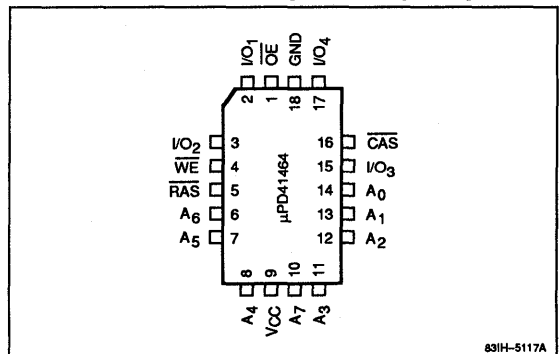 I/O1 OE GND I/O4
2 1 18 17
I/O2 3 16 CAS
WE 4 15 I/O3
RAS 5 14 A0
A6 6 13 A1
A5 7 12 A2
µPD41464
8 9 10 11
A4 VCC A7 A3
83IH-5117A